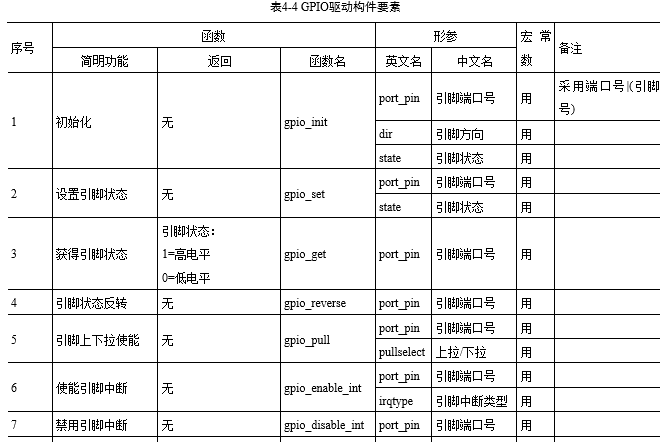 表4-4 GPIO驱动构件要素
序号 函数 形参 宏常数 备注
简明功能 返回 函数名 英文名 中文名
1 初始化 无 gpio_init port_pin 引脚端口号 用 采用端口号|(引脚号)
dir 引脚方向 用
state 引脚状态 用
2 设置引脚状态 无 gpio_set port_pin 引脚端口号 用
state 引脚状态 用
3 获得引脚状态 引脚状态：
1=高电平
0=低电平 gpio_get port_pin 引脚端口号 用
4 引脚状态反转 无 gpio_reverse port_pin 引脚端口号 用
5 引脚上下拉使能 无 gpio_pull port_pin 引脚端口号 用
pullselect 上拉/下拉 用
6 使能引脚中断 无 gpio_enable_int port_pin 引脚端口号 用
irqtype 引脚中断类型 用
7 禁用引脚中断 无 gpio_disable_int port_pin 引脚端口号 用